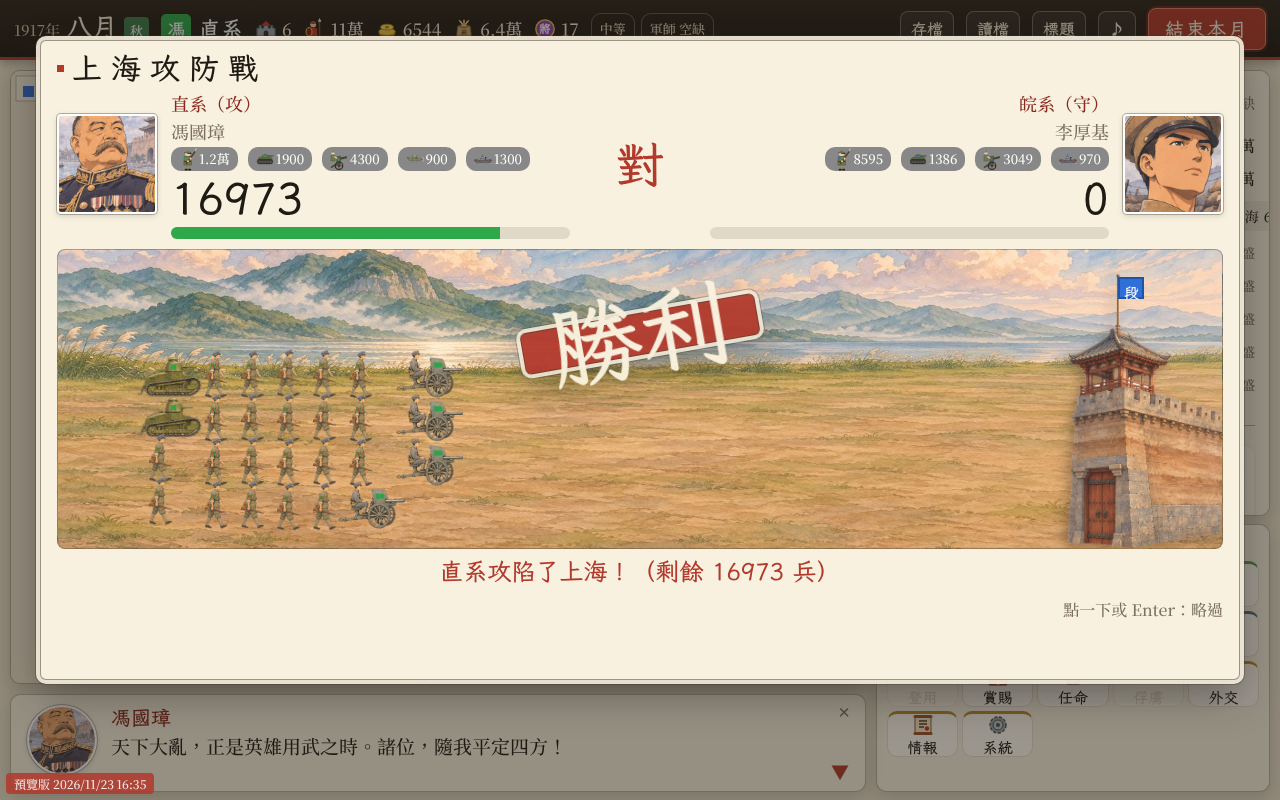 1917年 八月 秋 馮 直系 6 11萬 6544 6.4萬 將 17 中等 軍師 空缺 存檔 讀檔 標題 ♪ 結束本月
上海攻防戰
直系（攻） 皖系（守）
馮國璋 李厚基
1.2萬 1900 4300 900 1300 對 8595 1386 3049 970
16973 0
段
勝利
直系攻陷了上海！（剩餘 16973 兵）
點一下或 Enter：略過
登用 賞賜 任命 俘虜 外交
馮國璋 ×
情報 系統
天下大亂，正是英雄用武之時。諸位，隨我平定四方！
預覽版 2026/11/23 16:35